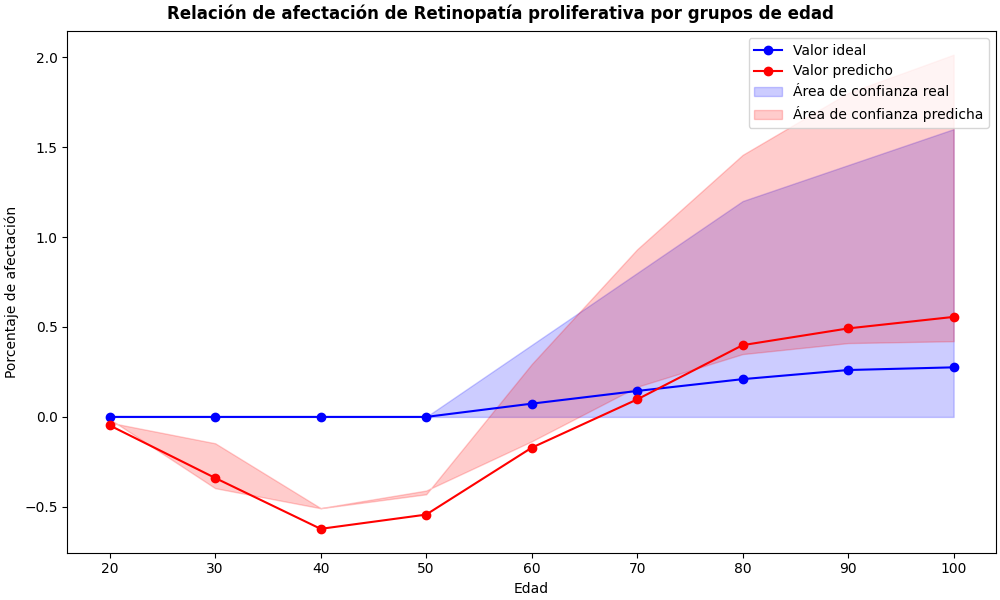 Relación de afectación de Retinopatía proliferativa por grupos de edad
Valor ideal
Valor predicho
Área de confianza real
Área de confianza predicha
Porcentaje de afectación
2.0
1.5
1.0
0.5
0.0
−0.5
20 30 40 50 60 70 80 90 100
Edad